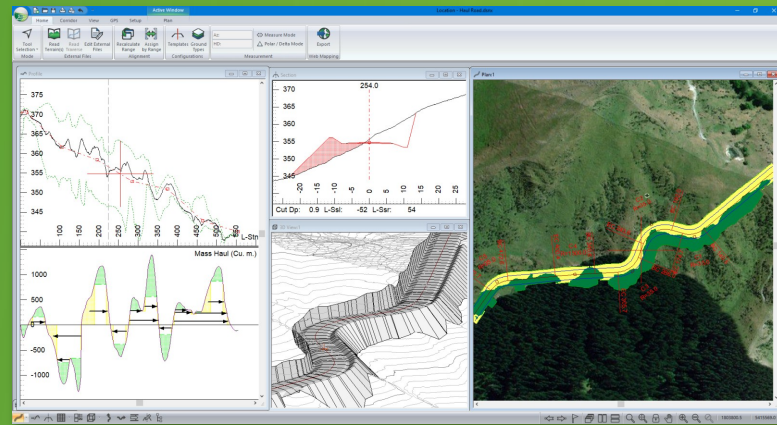 Active Window
Location - Haul Road.dsnx
Home Corridor View GPS Setup Plan
Tool Selection
Read Terrain(s)
Read Traverse
Edit External Files
Recalculate Range
Assign by Range
Templates
Ground Types
Measure Mode
Polar / Delta Mode
Export
Mode
External Files
Alignment
Configurations
Measurement
Web Mapping
Profile
375
370
365
360
355
350
345
50 100 150 200 250 300 350 400 450 500 550
L-Stn
Mass Haul (Cu. m.)
1000
500
0
-500
-1000
Section
254.0
370
365
360
355
350
345
-20 -15 -10 -5 0 5 10 15 20 25
Cut Dp: 0.9 L-Ssl: -52 L-Ssr: 54
Plan:1